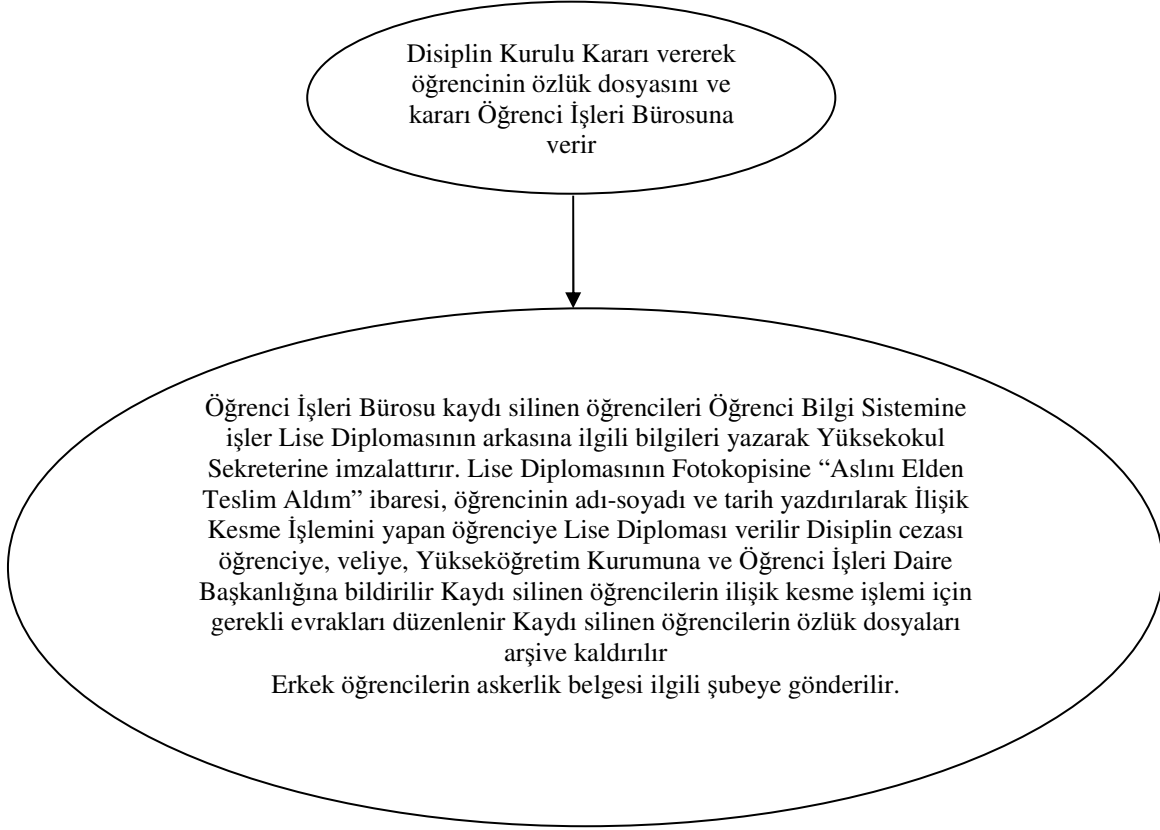 Disiplin Kurulu Kararı vererek
öğrencinin özlük dosyasını ve
kararı Öğrenci İşleri Bürosuna
verir
Öğrenci İşleri Bürosu kaydı silinen öğrencileri Öğrenci Bilgi Sistemine
işler Lise Diplomasının arkasına ilgili bilgileri yazarak Yüksekokul
Sekreterine imzalattırır. Lise Diplomasının Fotokopisine “Aslını Elden
Teslim Aldım” ibaresi, öğrencinin adı-soyadı ve tarih yazdırılarak İlişik
Kesme İşlemini yapan öğrenciye Lise Diploması verilir Disiplin cezası
öğrenciye, veliye, Yükseköğretim Kurumuna ve Öğrenci İşleri Daire
Başkanlığına bildirilir Kaydı silinen öğrencilerin ilişik kesme işlemi için
gerekli evrakları düzenlenir Kaydı silinen öğrencilerin özlük dosyaları
arşive kaldırılır
Erkek öğrencilerin askerlik belgesi ilgili şubeye gönderilir.